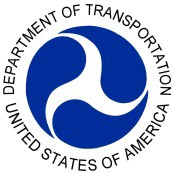 DEPARTMENT OF TRANSPORTATION
UNITED STATES OF AMERICA